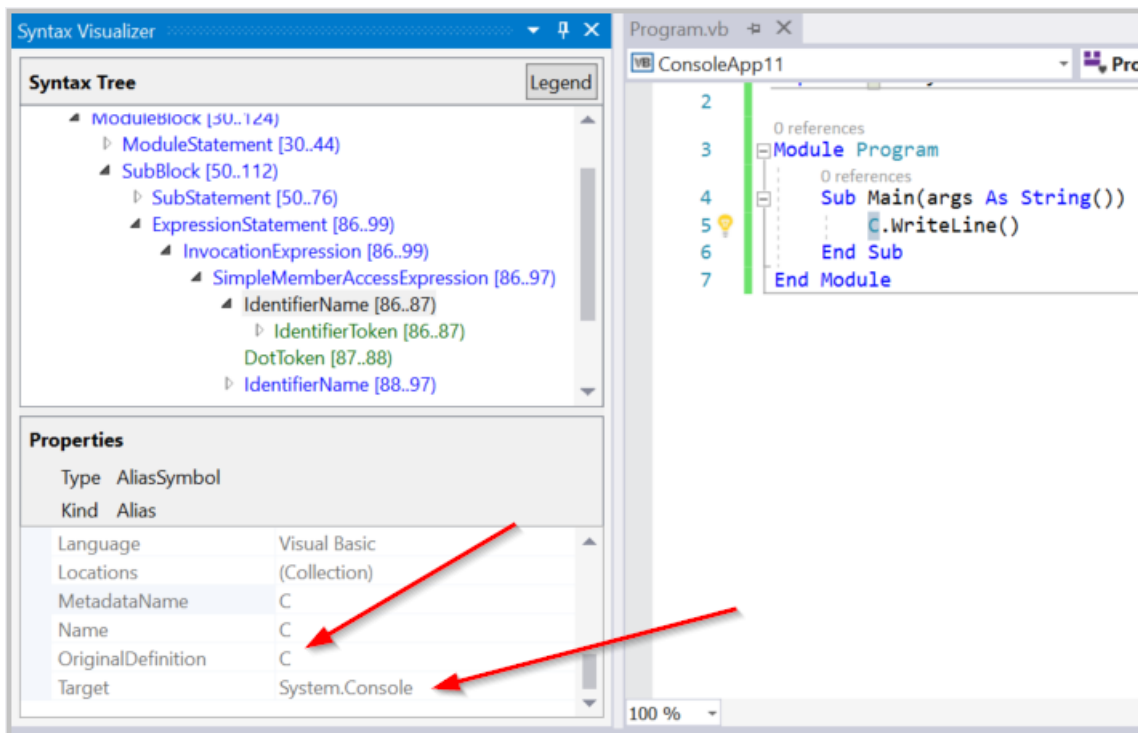 Syntax Visualizer
Syntax Tree
Legend
ModuleBlock [30..124)
ModuleStatement [30..44)
SubBlock [50..112)
SubStatement [50..76)
ExpressionStatement [86..99)
InvocationExpression [86..99)
SimpleMemberAccessExpression [86..97)
IdentifierName [86..87)
IdentifierToken [86..87)
DotToken [87..88)
IdentifierName [88..97)
Properties
Type AliasSymbol
Kind Alias
Language Visual Basic
Locations (Collection)
MetadataName C
Name C
OriginalDefinition C
Target System.Console
Program.vb
VB ConsoleApp11
Pro
2
0 references
3 Module Program
0 references
4 Sub Main(args As String())
5 C.WriteLine()
6 End Sub
7 End Module
100 %